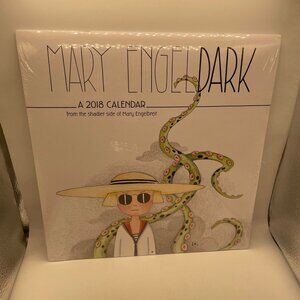 MARY ENGELDARK
A 2018 CALENDAR
from the shadier side of Mary Engelbreit